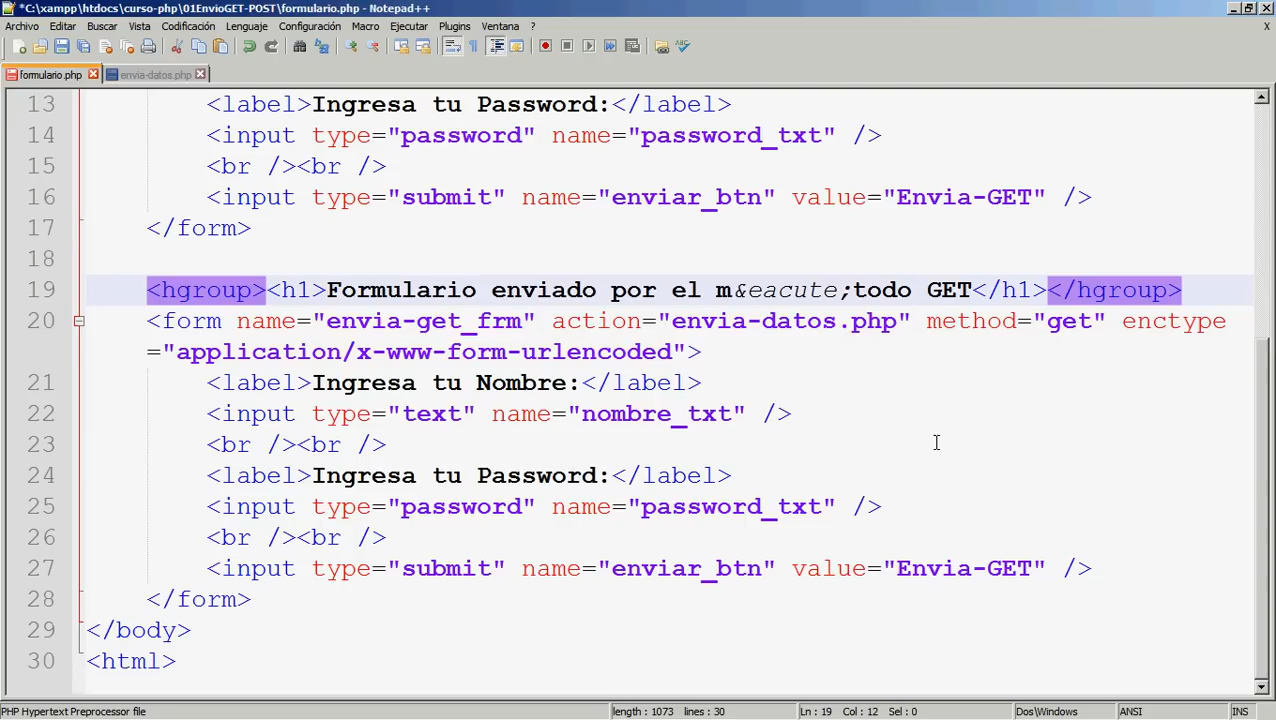 *C:\xampp\htdocs\curso-php\01EnvioGET-POST\formulario.php - Notepad++
Archivo Editar Buscar Vista Codificación Lenguaje Configuración Macro Ejecutar Plugins Ventana ? X
formulario.php envia-datos.php
13 <label>Ingresa tu Password:</label>
14 <input type="password" name="password_txt" />
15 <br /><br />
16 <input type="submit" name="enviar_btn" value="Envia-GET" />
17 </form>
18
19 <hgroup><h1>Formulario enviado por el m&eacute;todo GET</h1></hgroup>
20 <form name="envia-get_frm" action="envia-datos.php" method="get" enctype
="application/x-www-form-urlencoded">
21 <label>Ingresa tu Nombre:</label>
22 <input type="text" name="nombre_txt" />
23 <br /><br />
24 <label>Ingresa tu Password:</label>
25 <input type="password" name="password_txt" />
26 <br /><br />
27 <input type="submit" name="enviar_btn" value="Envia-GET" />
28 </form>
29 </body>
30 <html>
PHP Hypertext Preprocessor file length : 1073 lines : 30 Ln : 19 Col : 12 Sel : 0 Dos\Windows ANSI INS